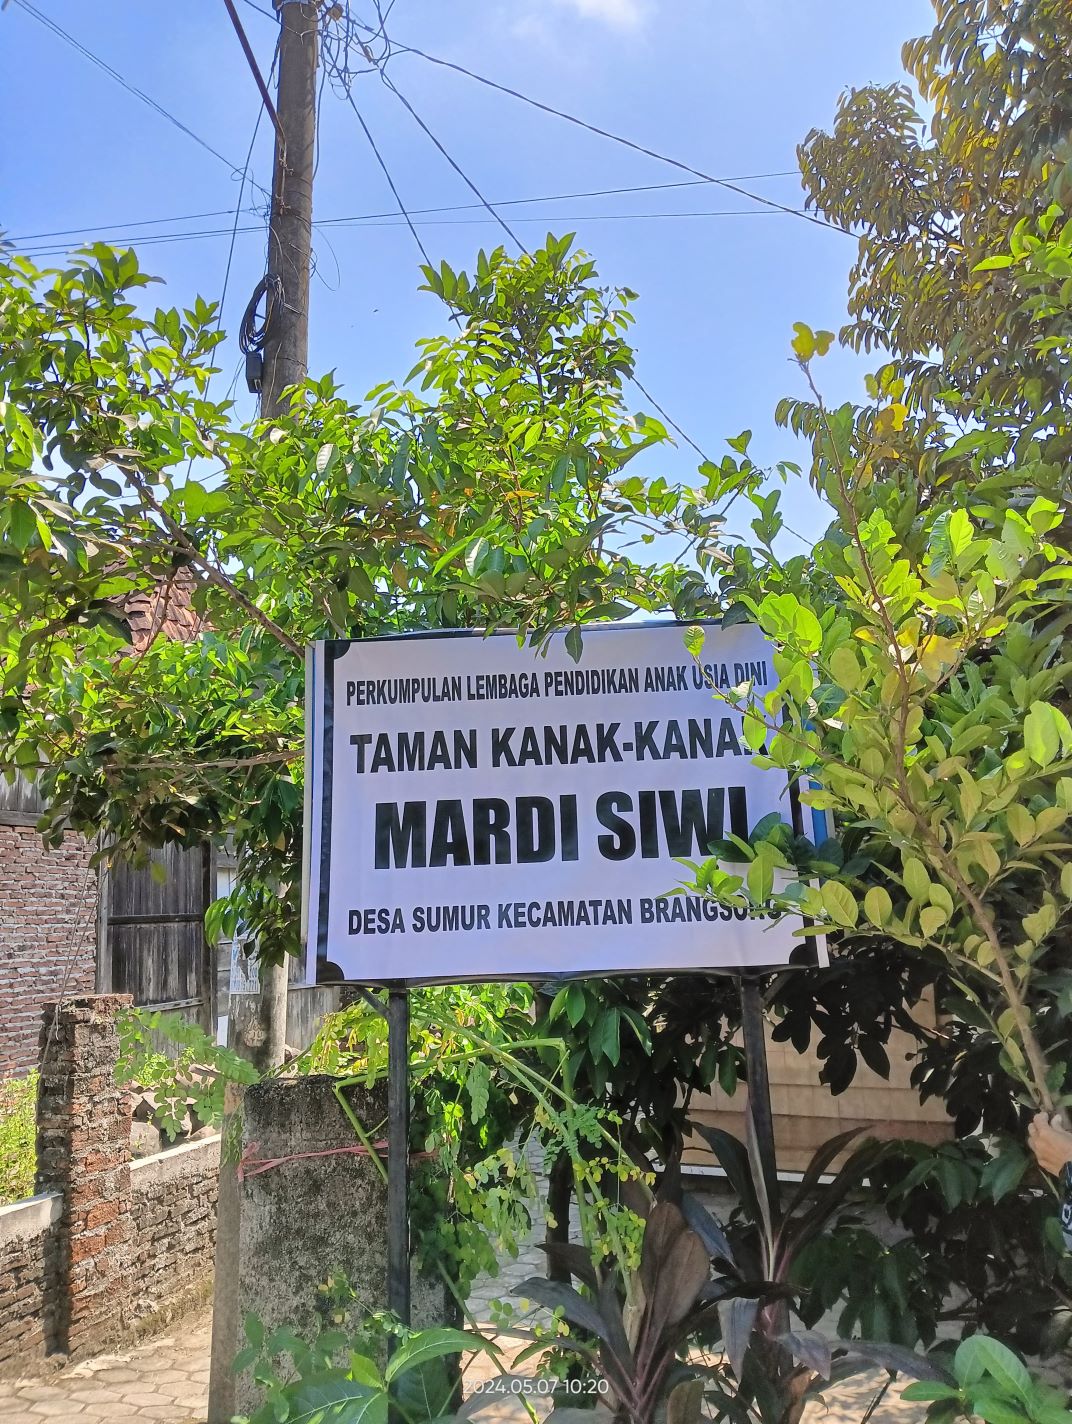 PERKUMPULAN LEMBAGA PENDIDIKAN ANAK USIA DINI
TAMAN KANAK-KANAK
MARDI SIWI
DESA SUMUR KECAMATAN BRANGSONG
2024.05.07 10:20